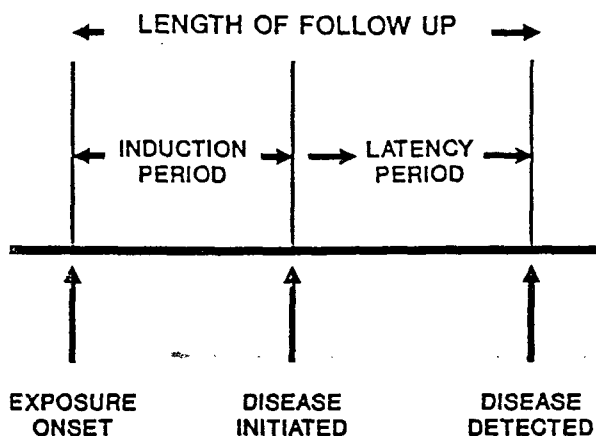 LENGTH OF FOLLOW UP
INDUCTION
PERIOD
LATENCY
PERIOD
EXPOSURE
ONSET
DISEASE
INITIATED
DISEASE
DETECTED